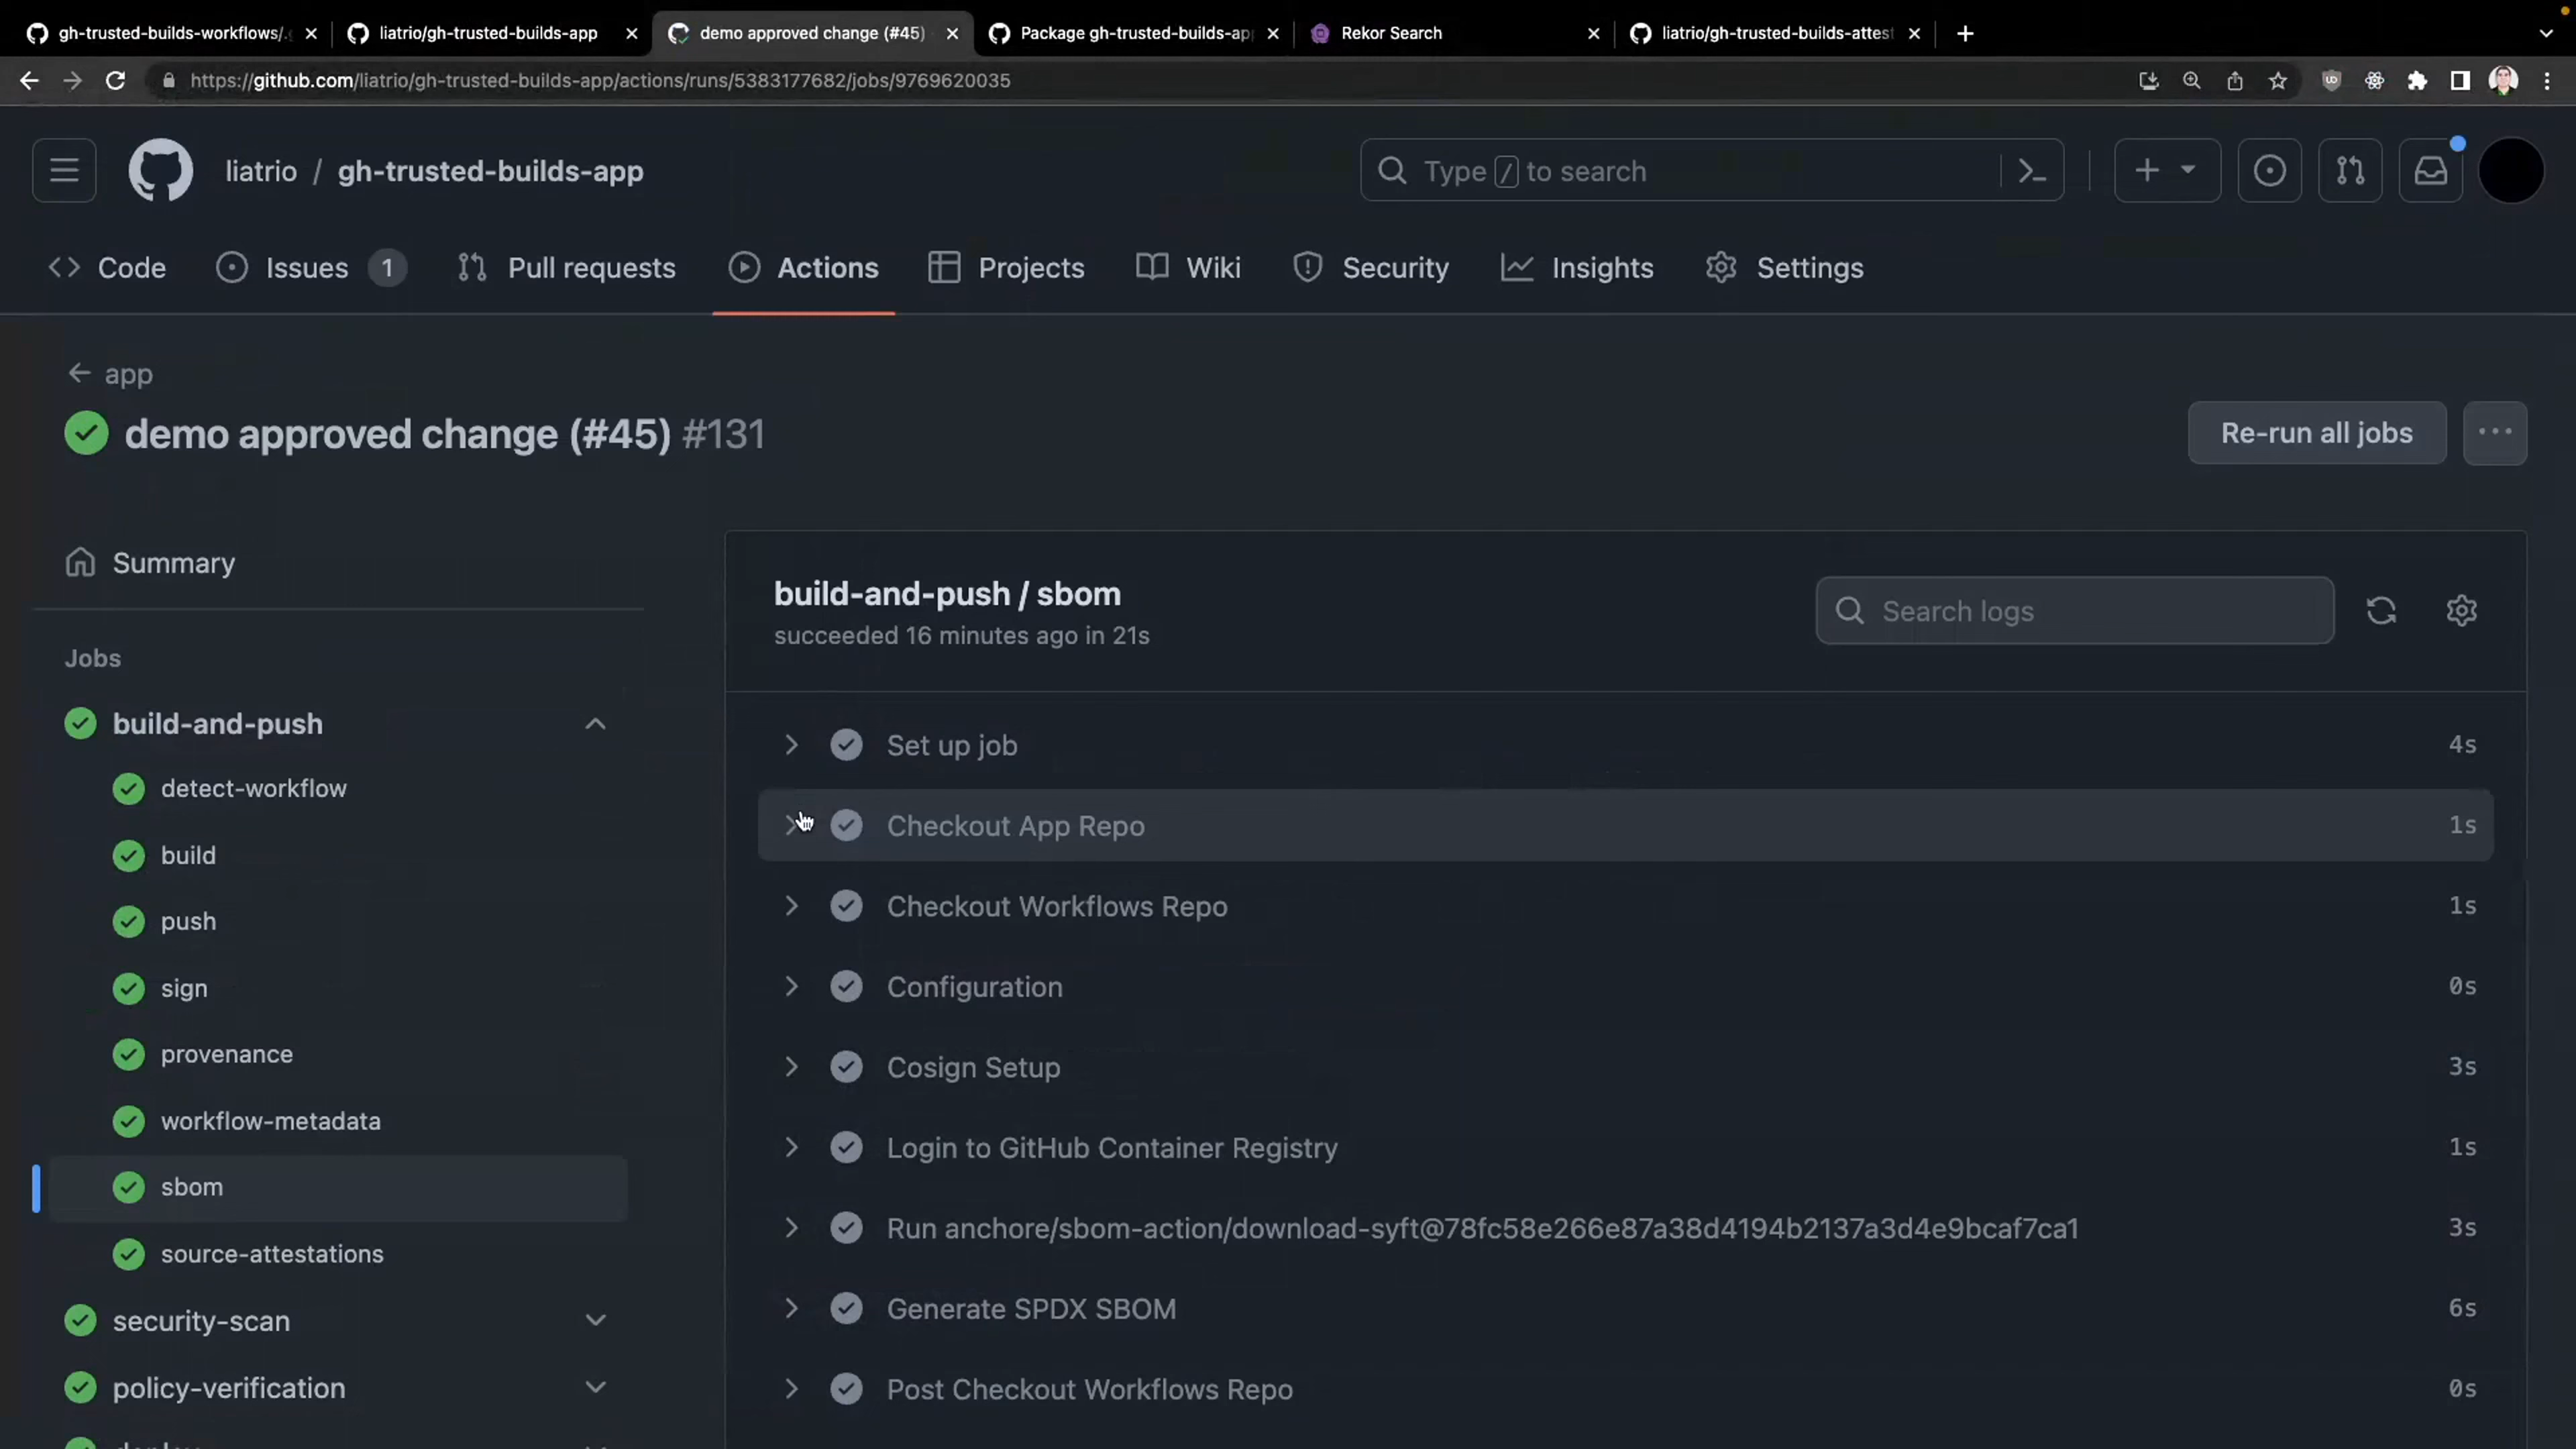 gh-trusted-builds-workflows/.g
liatrio/gh-trusted-builds-app
demo approved change (#45)
Package gh-trusted-builds-ap
Rekor Search
liatrio/gh-trusted-builds-attest
https://github.com/liatrio/gh-trusted-builds-app/actions/runs/5383177682/jobs/9769620035
liatrio / gh-trusted-builds-app
Type / to search
Code
Issues 1
Pull requests
Actions
Projects
Wiki
Security
Insights
Settings
← app
demo approved change (#45) #131
Re-run all jobs
Summary
Jobs
build-and-push
detect-workflow
build
push
sign
provenance
workflow-metadata
sbom
source-attestations
security-scan
policy-verification
build-and-push / sbom
succeeded 16 minutes ago in 21s
Search logs
Set up job 4s
Checkout App Repo 1s
Checkout Workflows Repo 1s
Configuration 0s
Cosign Setup 3s
Login to GitHub Container Registry 1s
Run anchore/sbom-action/download-syft@78fc58e266e87a38d4194b2137a3d4e9bcaf7ca1 3s
Generate SPDX SBOM 6s
Post Checkout Workflows Repo 0s